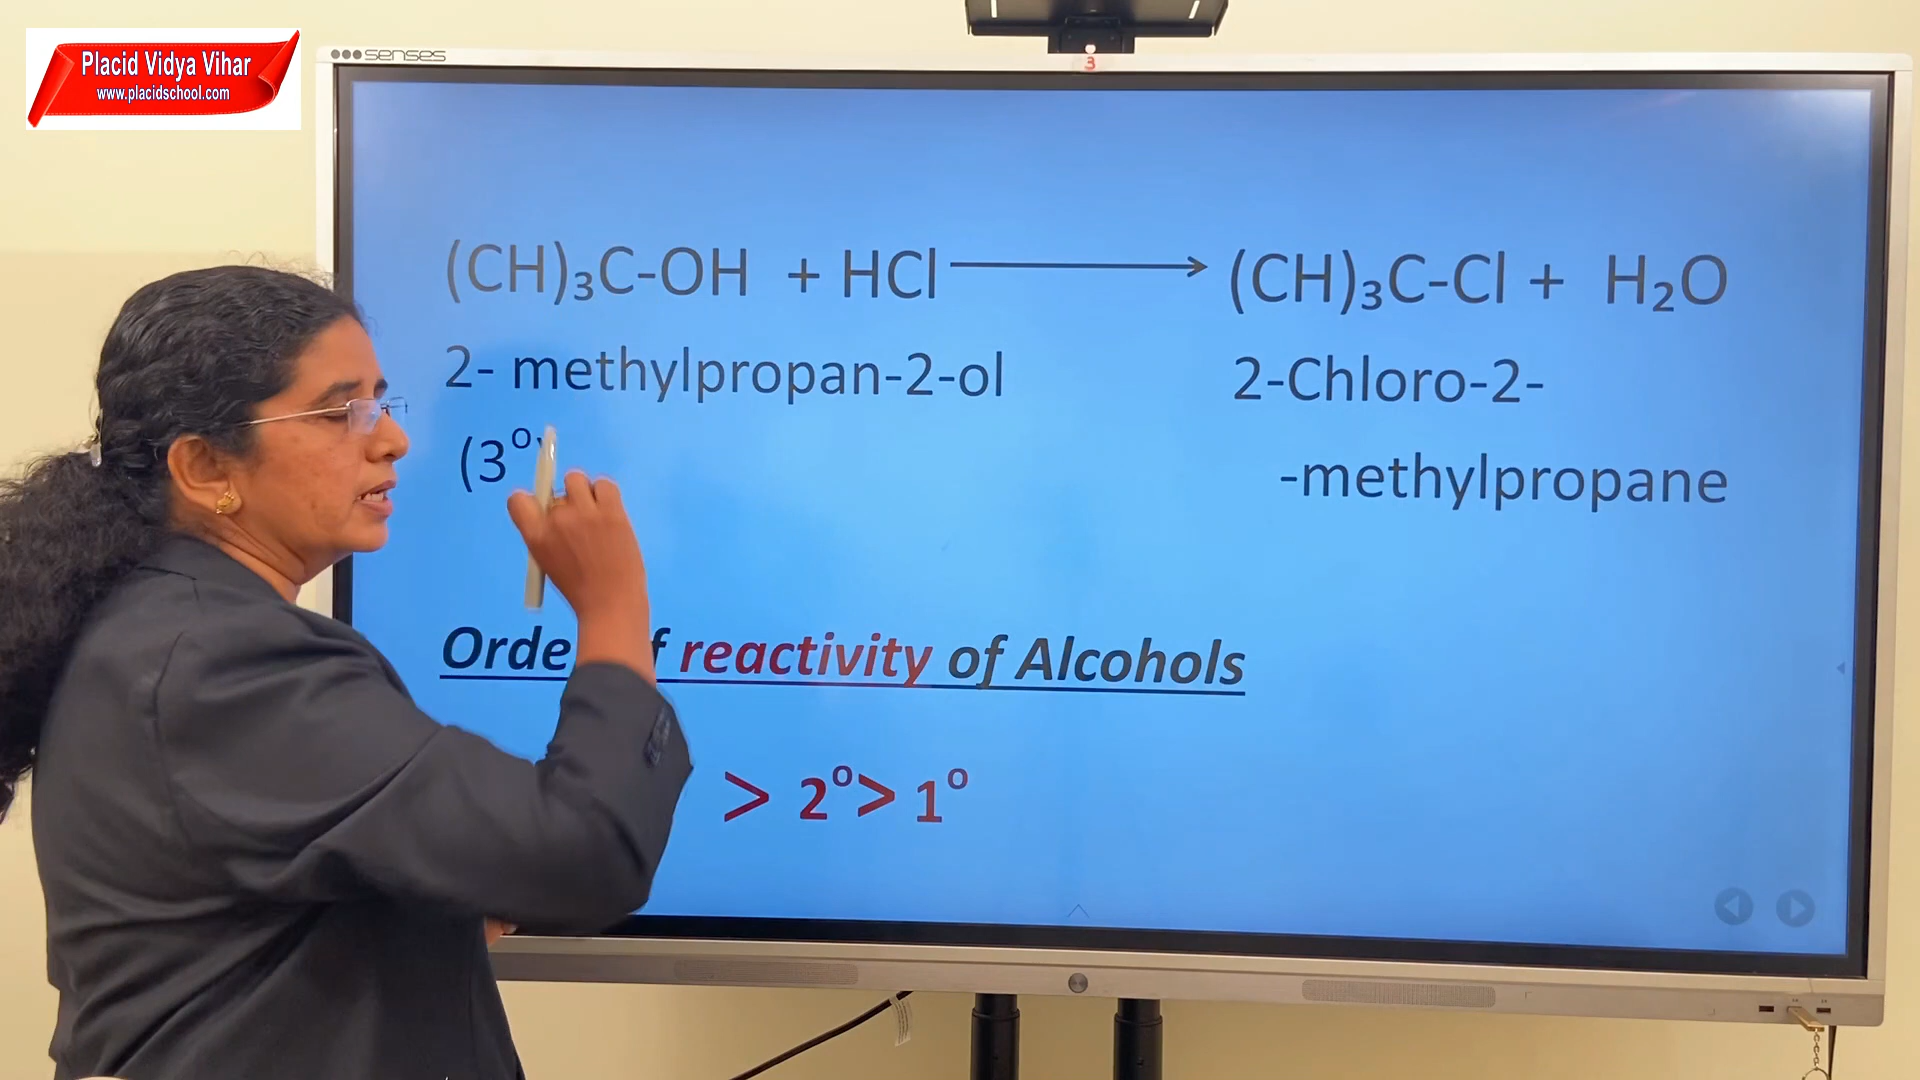 Placid Vidya Vihar
www.placidschool.com
senses
3
(CH)₃C-OH + HCl ⟶ (CH)₃C-Cl + H₂O
2- methylpropan-2-ol 2-Chloro-2-
(3° -methylpropane
reactivity of Alcohols
> 2°> 1°